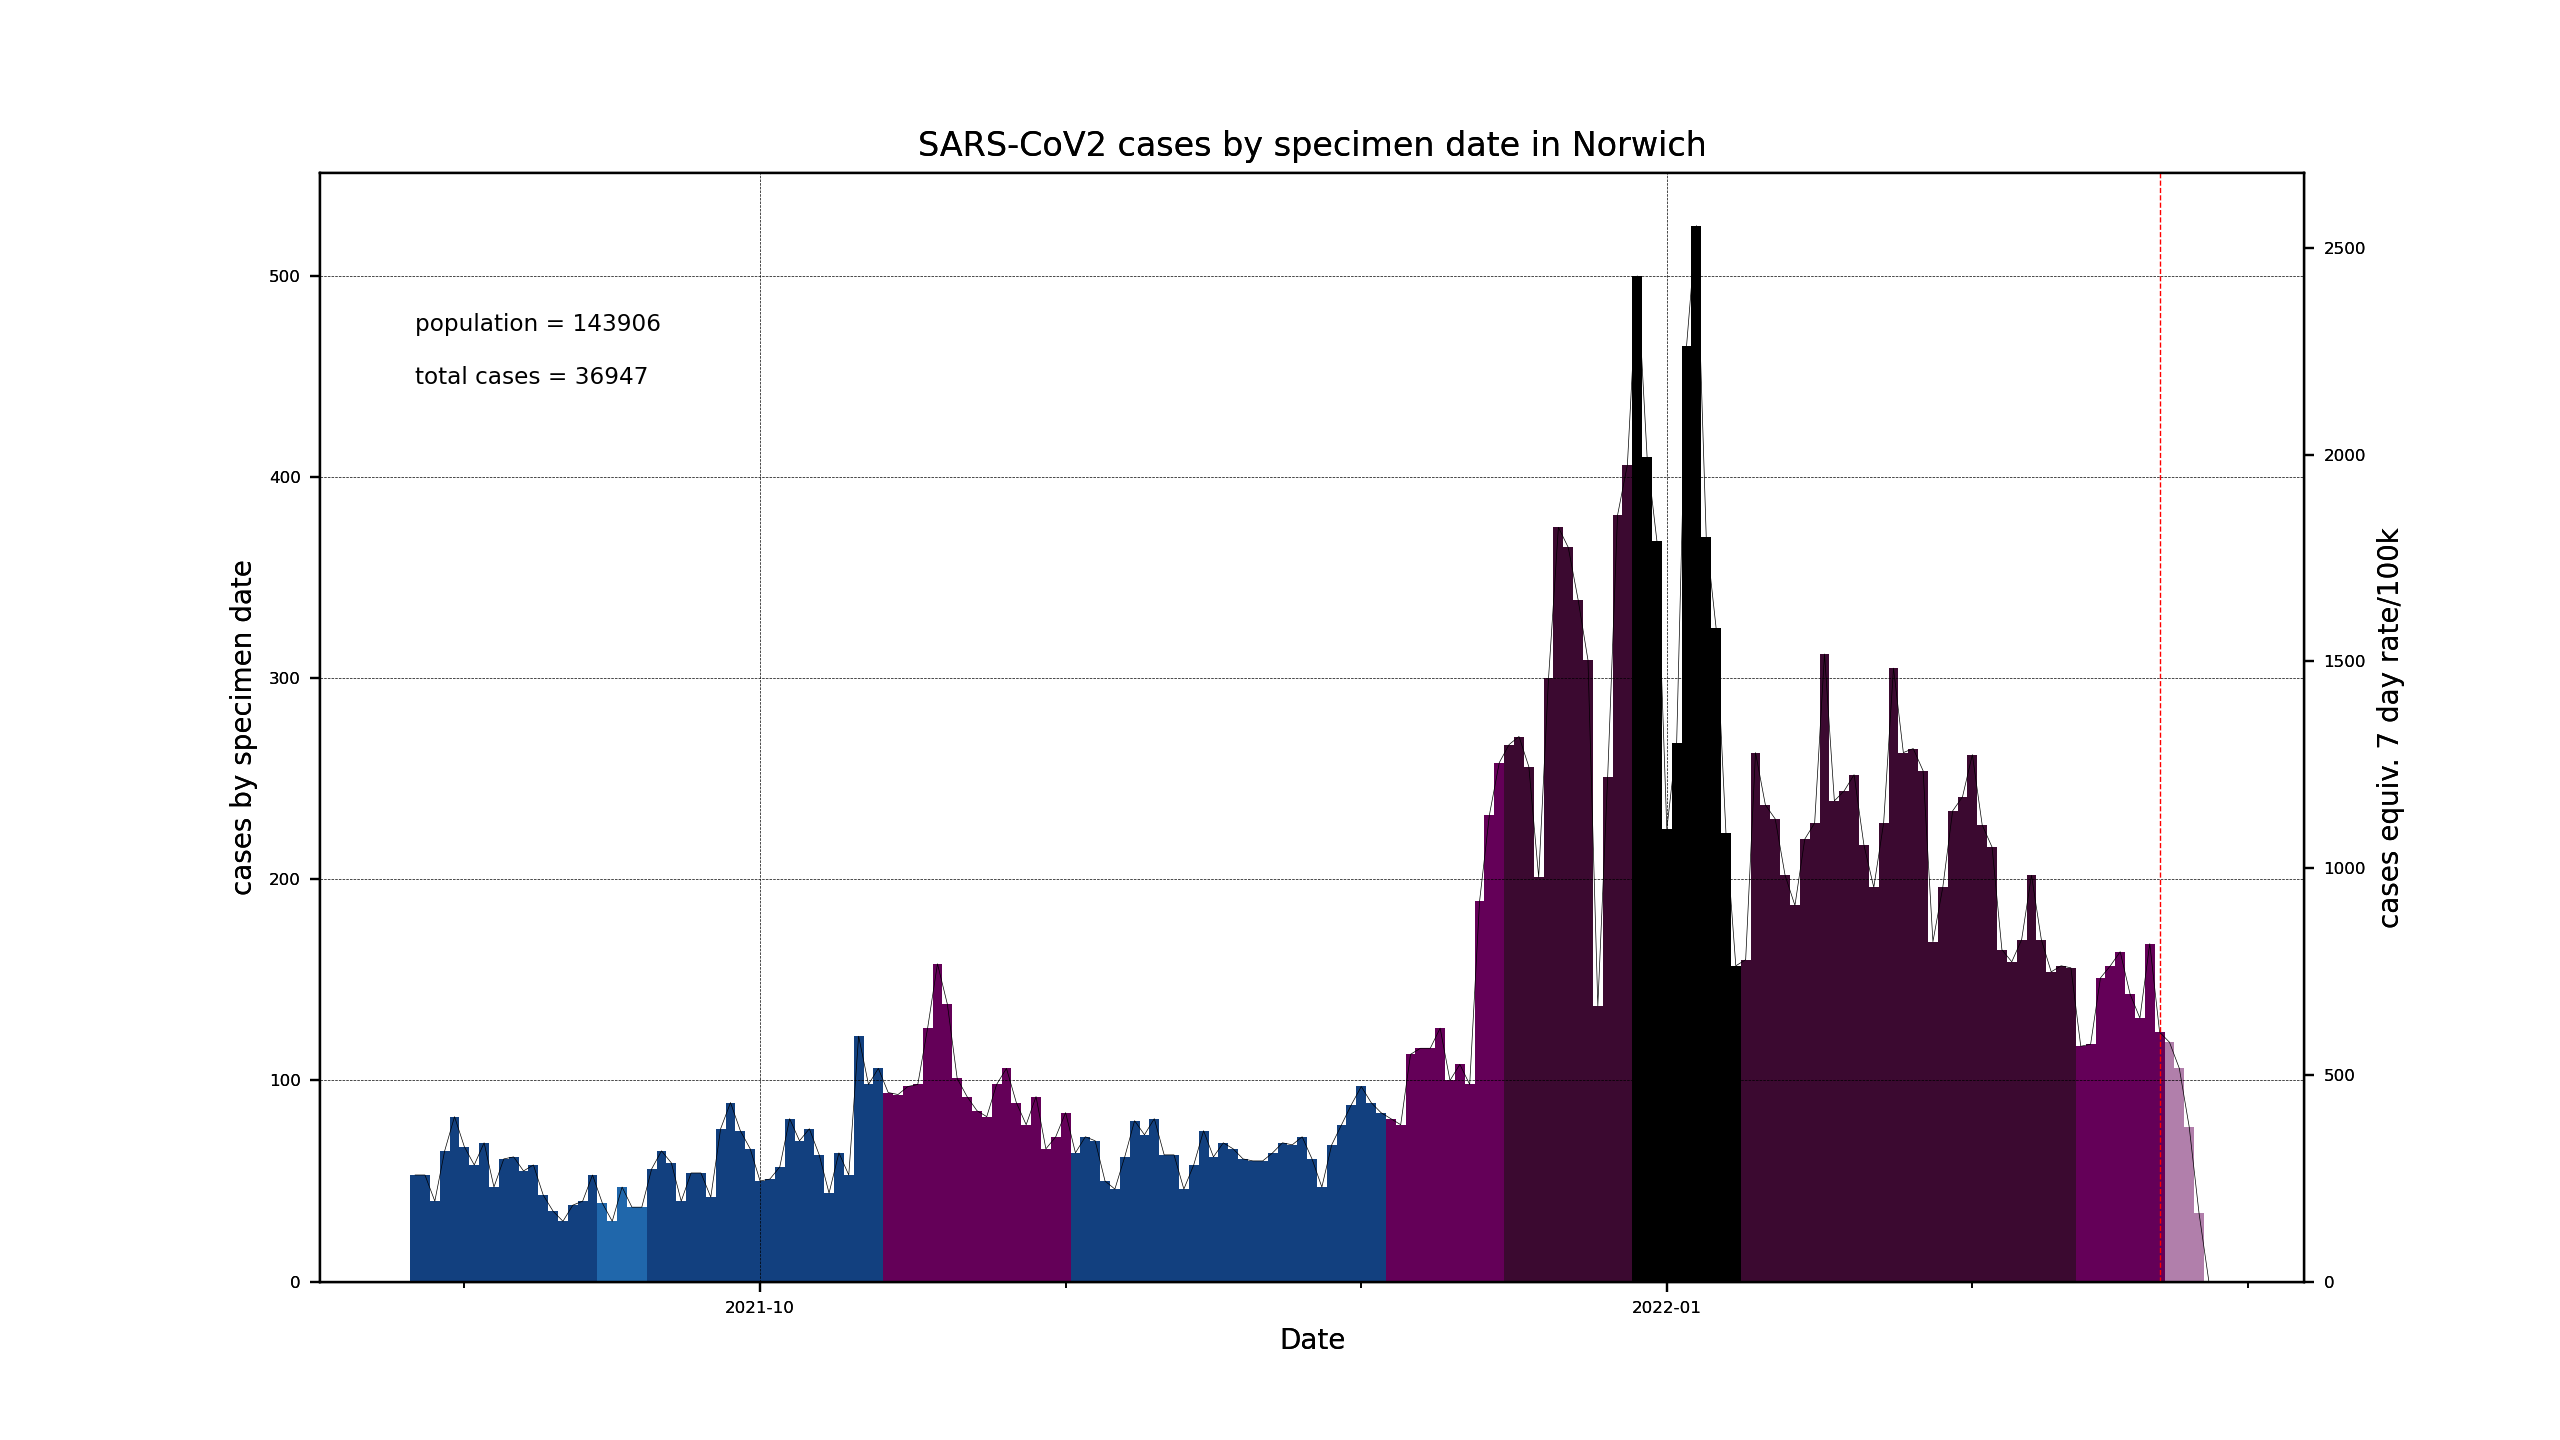 SARS-CoV2 cases by specimen date in Norwich
population = 143906
total cases = 36947
cases by specimen date
0
100
200
300
400
500
cases equiv. 7 day rate/100k
0
500
1000
1500
2000
2500
2021-10
2022-01
Date